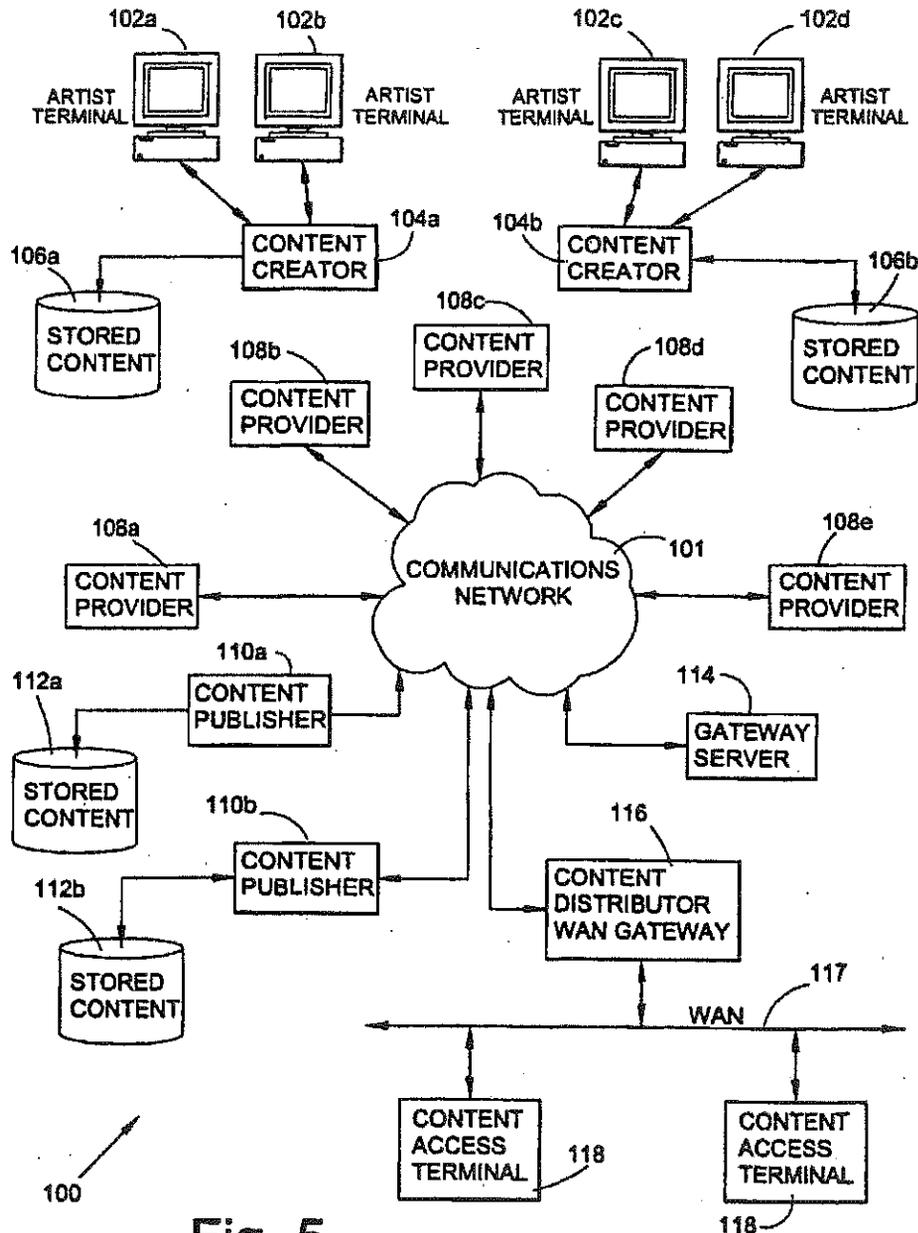 102a
102b
102c
102d
ARTIST
TERMINAL
ARTIST
TERMINAL
ARTIST
TERMINAL
ARTIST
TERMINAL
104a
CONTENT
CREATOR
104b
CONTENT
CREATOR
106a
STORED
CONTENT
106b
STORED
CONTENT
108c
CONTENT
PROVIDER
108b
CONTENT
PROVIDER
108d
CONTENT
PROVIDER
108a
CONTENT
PROVIDER
101
COMMUNICATIONS
NETWORK
108e
CONTENT
PROVIDER
110a
CONTENT
PUBLISHER
112a
STORED
CONTENT
114
GATEWAY
SERVER
110b
CONTENT
PUBLISHER
112b
STORED
CONTENT
116
CONTENT
DISTRIBUTOR
WAN GATEWAY
117
WAN
CONTENT
ACCESS
TERMINAL
118
CONTENT
ACCESS
TERMINAL
118
100
Fig. 5